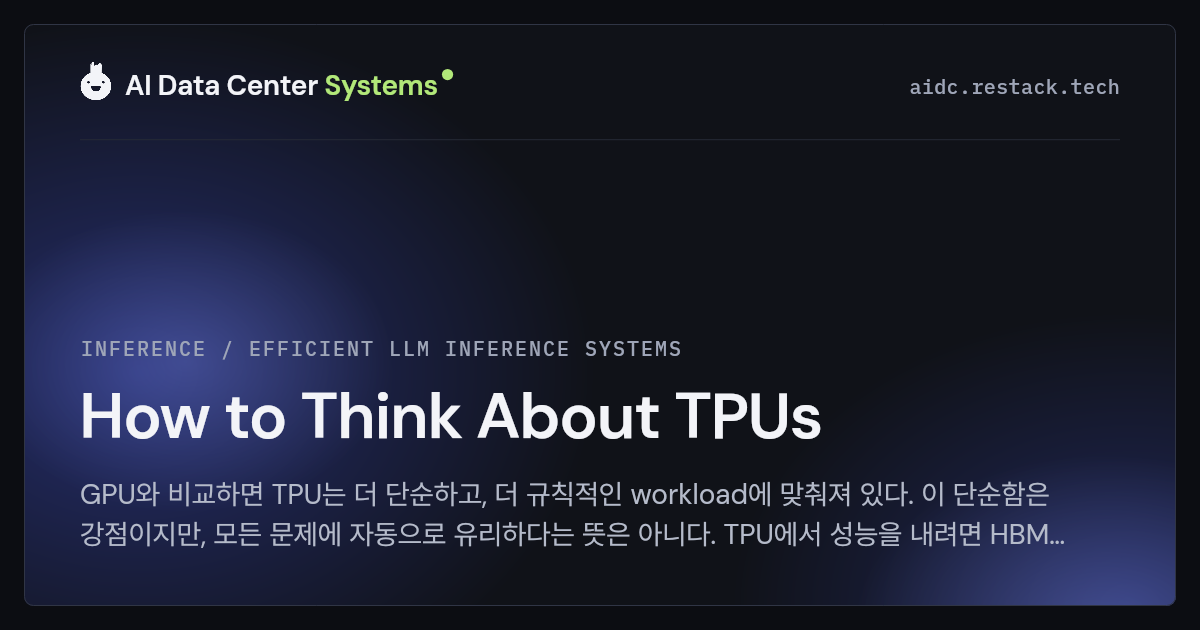 AI Data Center Systems
aidc.restack.tech
INFERENCE / EFFICIENT LLM INFERENCE SYSTEMS
How to Think About TPUs
GPU와 비교하면 TPU는 더 단순하고, 더 규칙적인 workload에 맞춰져 있다. 이 단순함은
강점이지만, 모든 문제에 자동으로 유리하다는 뜻은 아니다. TPU에서 성능을 내려면 HBM…